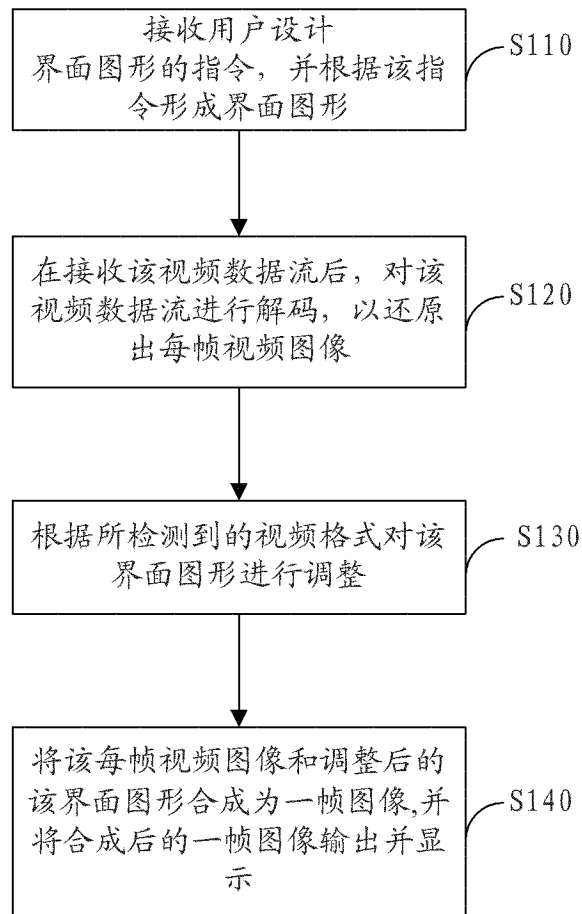 接收用户设计
界面图形的指令，并根据该指
令形成界面图形
S110
在接收该视频数据流后，对该
视频数据流进行解码，以还原
出每帧视频图像
S120
根据所检测到的视频格式对该
界面图形进行调整
S130
将该每帧视频图像和调整后的
该界面图形合成为一帧图像,并
将合成后的一帧图像输出并显
示
S140